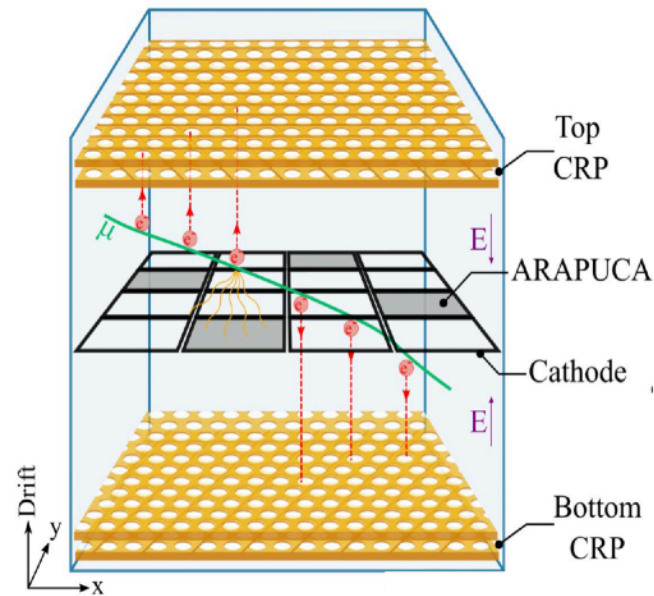 Top
CRP
e⁻
e⁻
μ
e⁻
E
ARAPUCA
e⁻
e⁻
e⁻
Cathode
E
Drift
y
x
Bottom
CRP